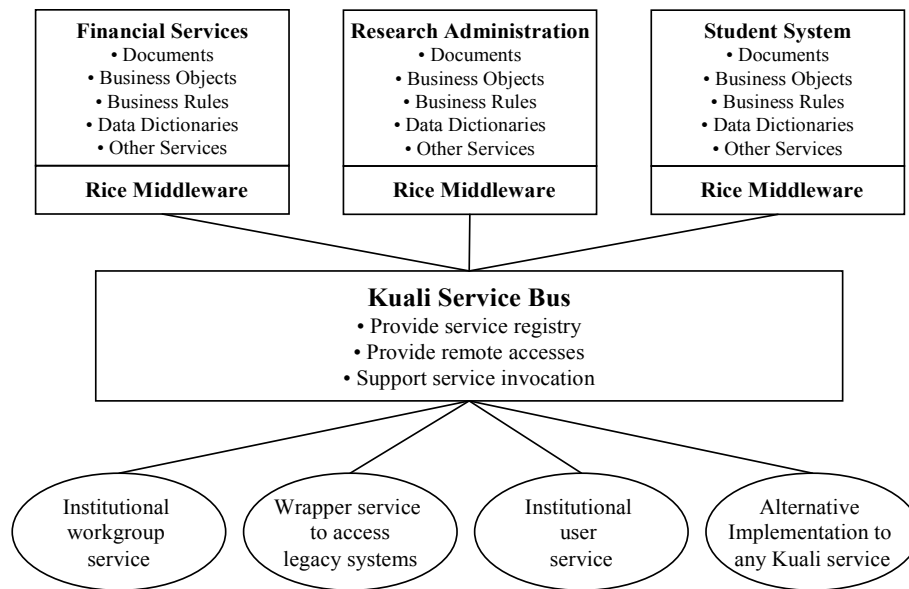 Financial Services
• Documents
• Business Objects
• Business Rules
• Data Dictionaries
• Other Services
Rice Middleware
Research Administration
• Documents
• Business Objects
• Business Rules
• Data Dictionaries
• Other Services
Rice Middleware
Student System
• Documents
• Business Objects
• Business Rules
• Data Dictionaries
• Other Services
Rice Middleware
Kuali Service Bus
• Provide service registry
• Provide remote accesses
• Support service invocation
Institutional
workgroup
service
Wrapper service
to access
legacy systems
Institutional
user
service
Alternative
Implementation to
any Kuali service